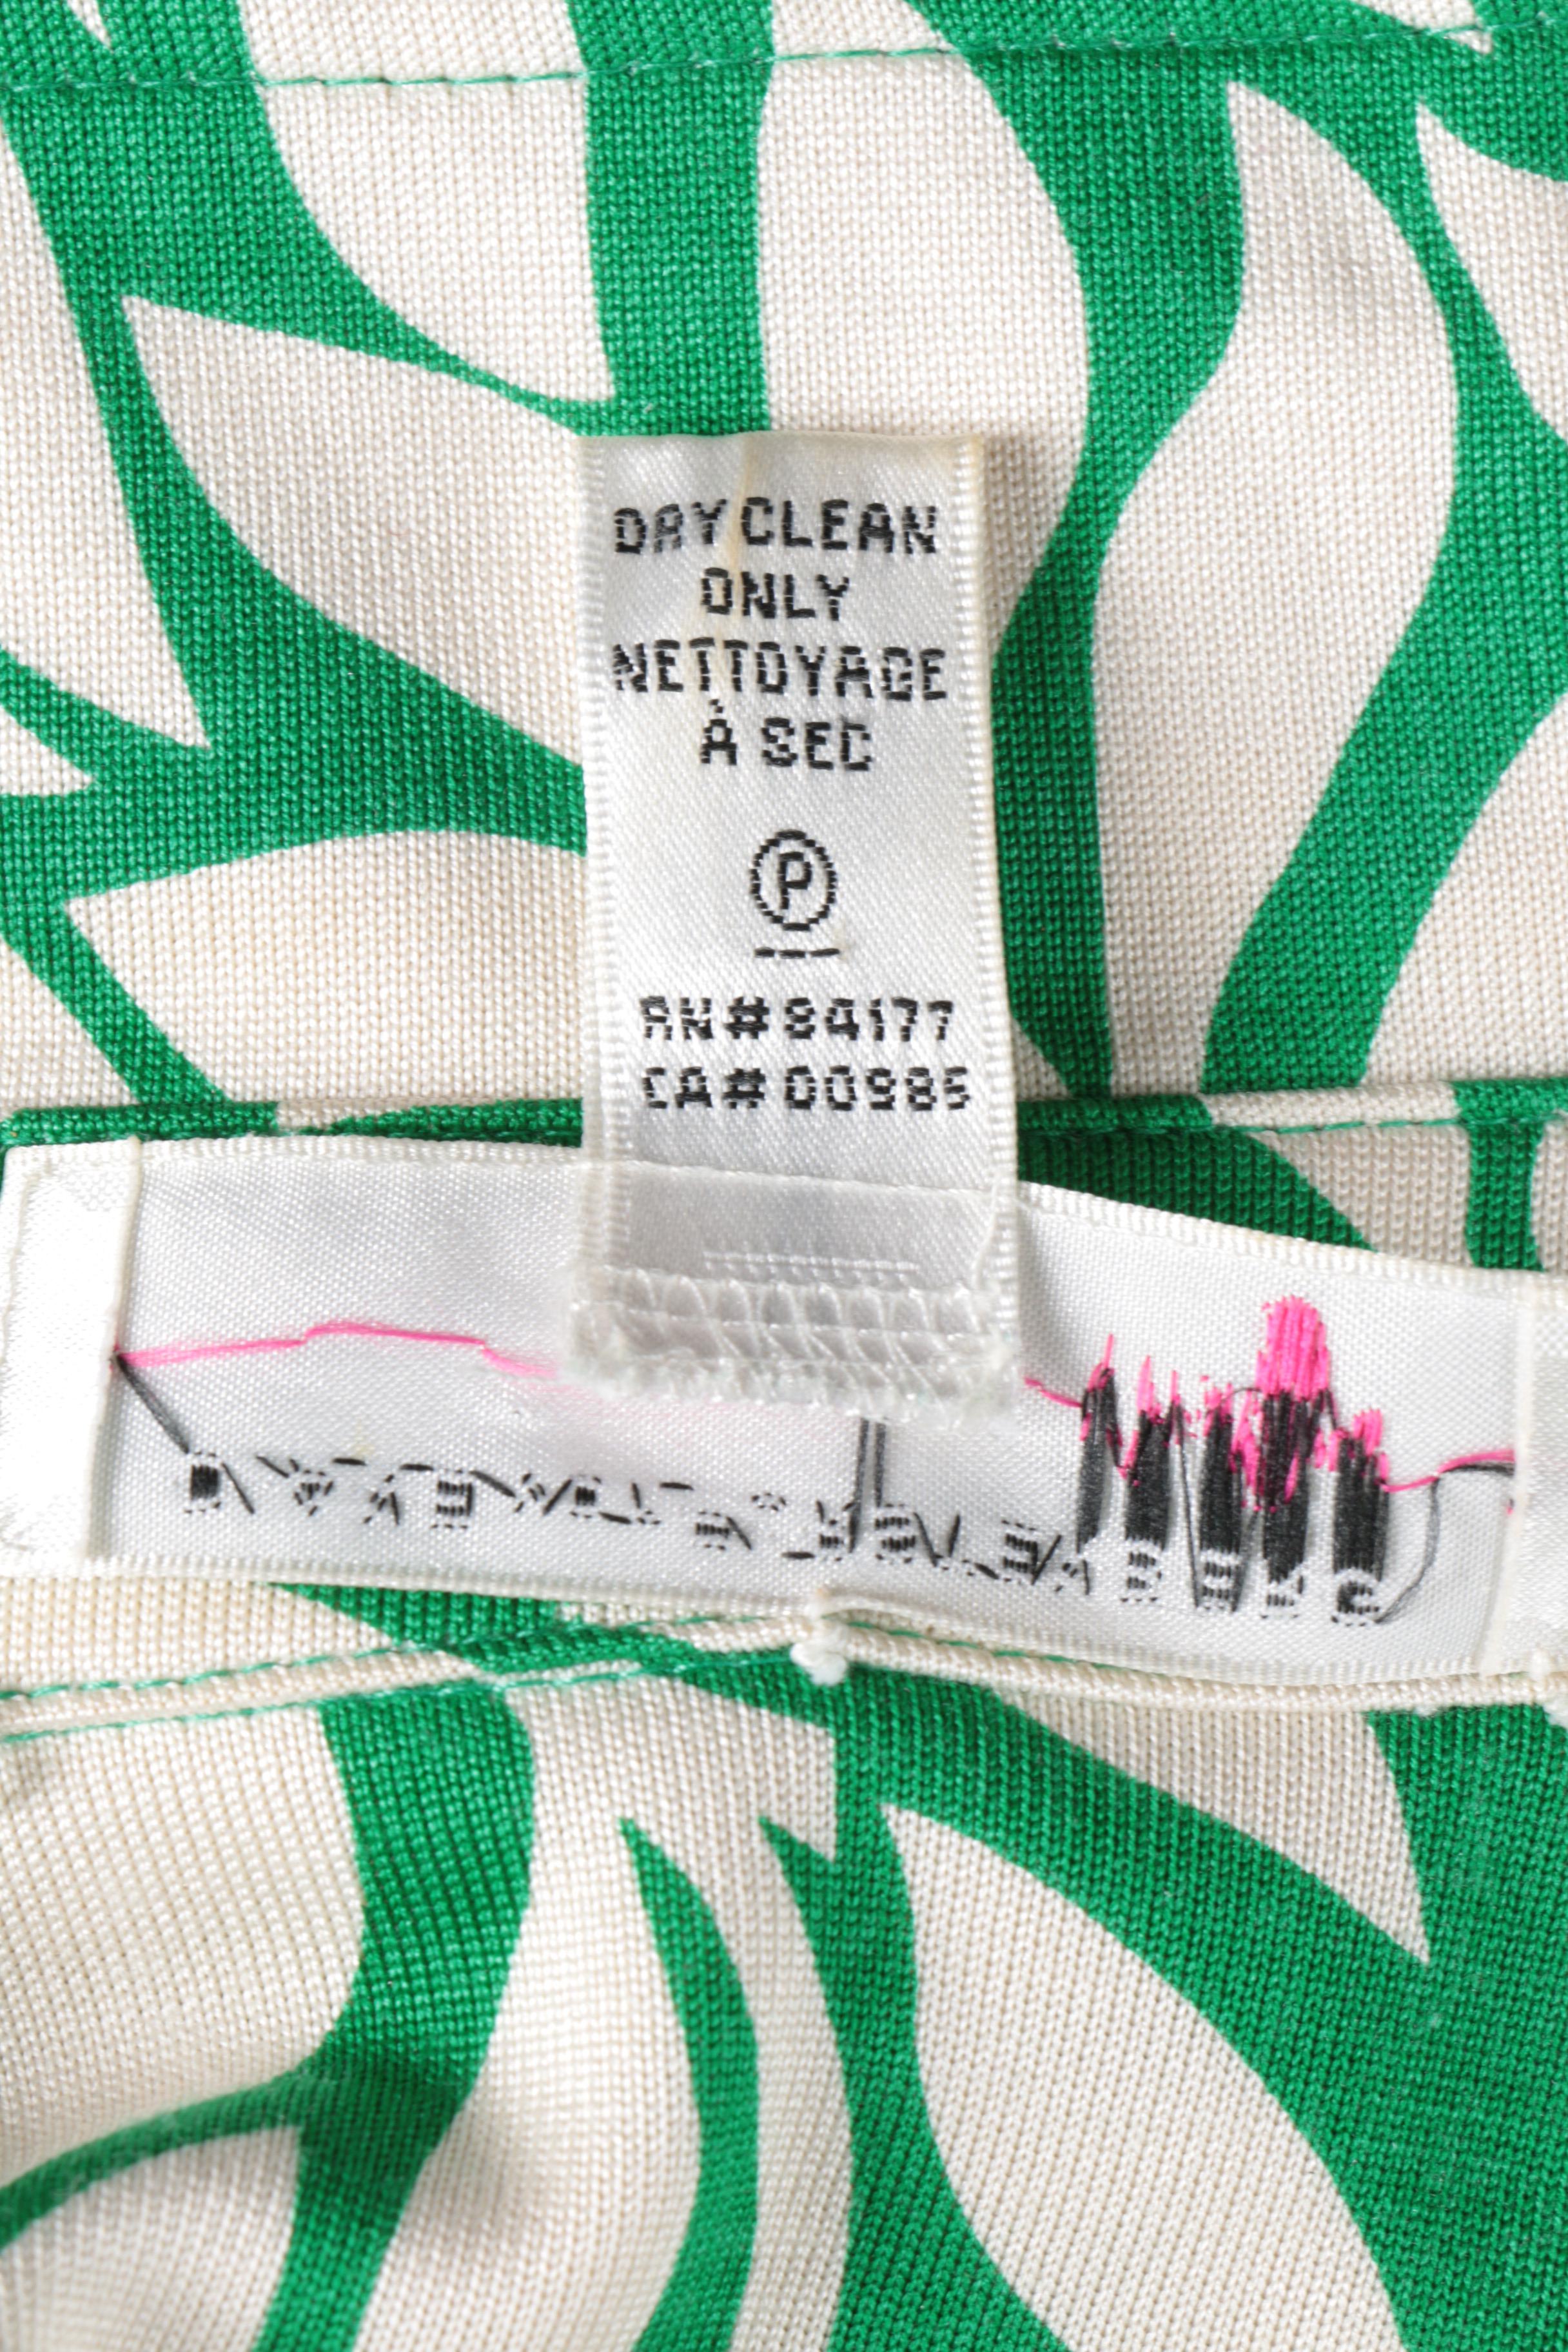 DRY CLEAN
ONLY
NETTOYAGE
À SEC
P
RN#84177
CA#00985